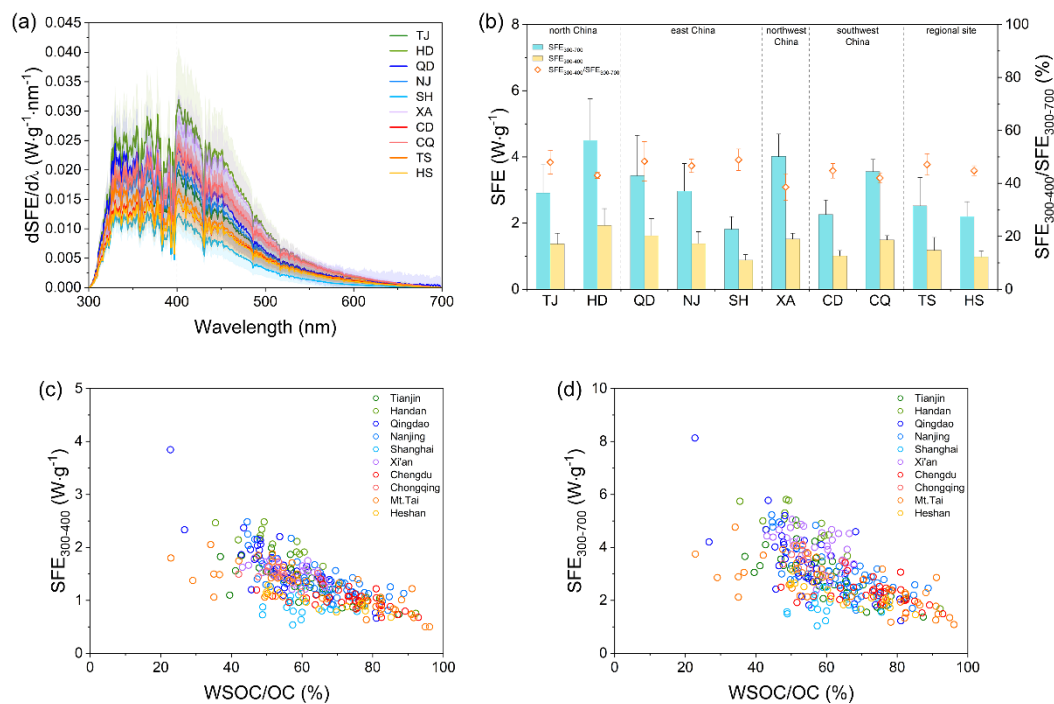 (a)
0.045
0.040
0.035
0.030
0.025
0.020
0.015
0.010
0.005
0.000
dSFE/dλ (W·g⁻¹·nm⁻¹)
300 400 500 600 700
Wavelength (nm)
TJ
HD
QD
NJ
SH
XA
CD
CQ
TS
HS
(b)
8
6
4
2
0
SFE (W·g⁻¹)
north China
east China
northwest
China
southwest
China
regional site
SFE₃₀₀₋₇₀₀
SFE₃₀₀₋₄₀₀
SFE₃₀₀₋₄₀₀/SFE₃₀₀₋₇₀₀
TJ HD QD NJ SH XA CD CQ TS HS
100
80
60
40
20
0
SFE₃₀₀₋₄₀₀/SFE₃₀₀₋₇₀₀ (%)
(c)
5
4
3
2
1
0
SFE₃₀₀₋₄₀₀ (W·g⁻¹)
0 20 40 60 80 100
WSOC/OC (%)
Tianjin
Handan
Qingdao
Nanjing
Shanghai
Xi'an
Chengdu
Chongqing
Mt.Tai
Heshan
(d)
10
8
6
4
2
0
SFE₃₀₀₋₇₀₀ (W·g⁻¹)
0 20 40 60 80 100
WSOC/OC (%)
Tianjin
Handan
Qingdao
Nanjing
Shanghai
Xi'an
Chengdu
Chongqing
Mt.Tai
Heshan